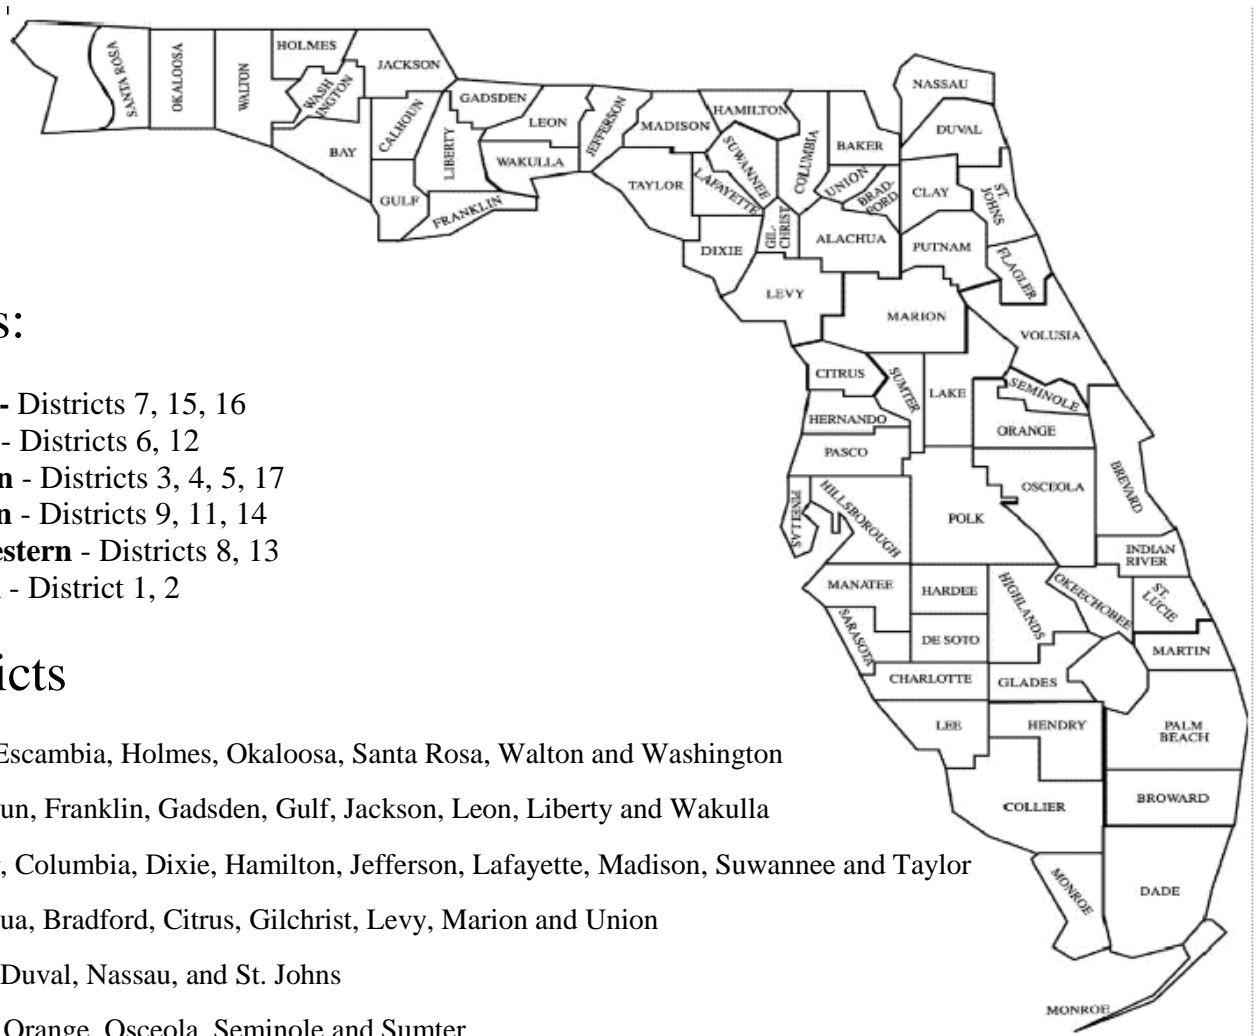 HOLMES
JACKSON
SANTA ROSA
OKALOOSA
WALTON
WASH
INGTON
BAY
CALHOUN
GULF
LIBERTY
GADSDEN
LEON
WAKULLA
FRANKLIN
JEFFERSON
MADISON
TAYLOR
HAMILTON
SUWANNEE
LAFAYETTE
DIXIE
COLUMBIA
GIL-
CHRIST
BAKER
UNION
BRAD-
FORD
ALACHUA
NASSAU
DUVAL
CLAY
ST.
JOHNS
PUTNAM
FLAGLER
LEVY
MARION
VOLUSIA
CITRUS
SUMTER
LAKE
SEMINOLE
HERNANDO
ORANGE
PASCO
BREVARD
OSCEOLA
PINELLAS
HILLSBOROUGH
POLK
INDIAN
RIVER
MANATEE
HARDEE
HIGHLANDS
OKEECHOBEE
ST.
LUCIE
SARASOTA
DE SOTO
MARTIN
CHARLOTTE
GLADES
LEE
HENDRY
PALM
BEACH
COLLIER
BROWARD
MONROE
DADE
MONROE
s:
- Districts 7, 15, 16
- Districts 6, 12
n - Districts 3, 4, 5, 17
n - Districts 9, 11, 14
estern - Districts 8, 13
- District 1, 2
icts
Escambia, Holmes, Okaloosa, Santa Rosa, Walton and Washington
un, Franklin, Gadsden, Gulf, Jackson, Leon, Liberty and Wakulla
, Columbia, Dixie, Hamilton, Jefferson, Lafayette, Madison, Suwannee and Taylor
ua, Bradford, Citrus, Gilchrist, Levy, Marion and Union
Duval, Nassau, and St. Johns
Orange, Osceola, Seminole and Sumter